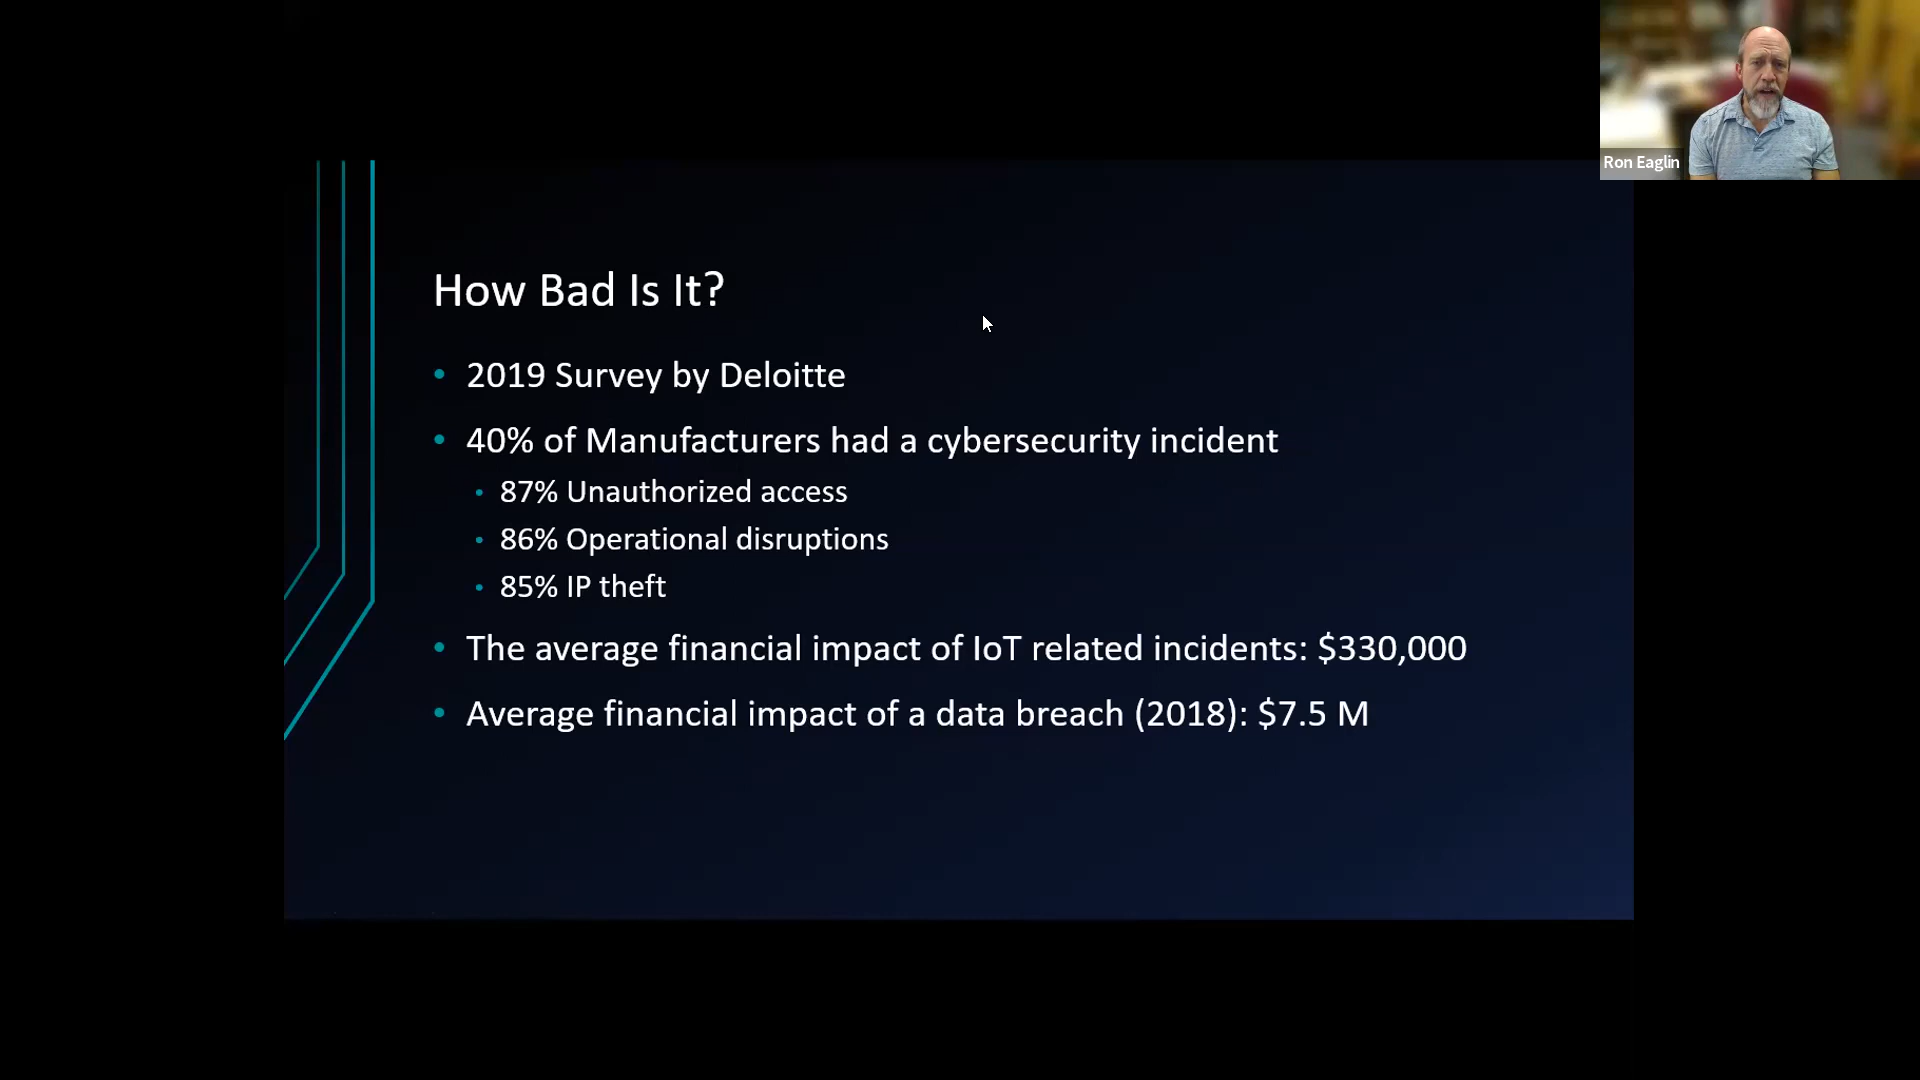 Ron Eaglin
How Bad Is It?
• 2019 Survey by Deloitte
• 40% of Manufacturers had a cybersecurity incident
• 87% Unauthorized access
• 86% Operational disruptions
• 85% IP theft
• The average financial impact of IoT related incidents: $330,000
• Average financial impact of a data breach (2018): $7.5 M